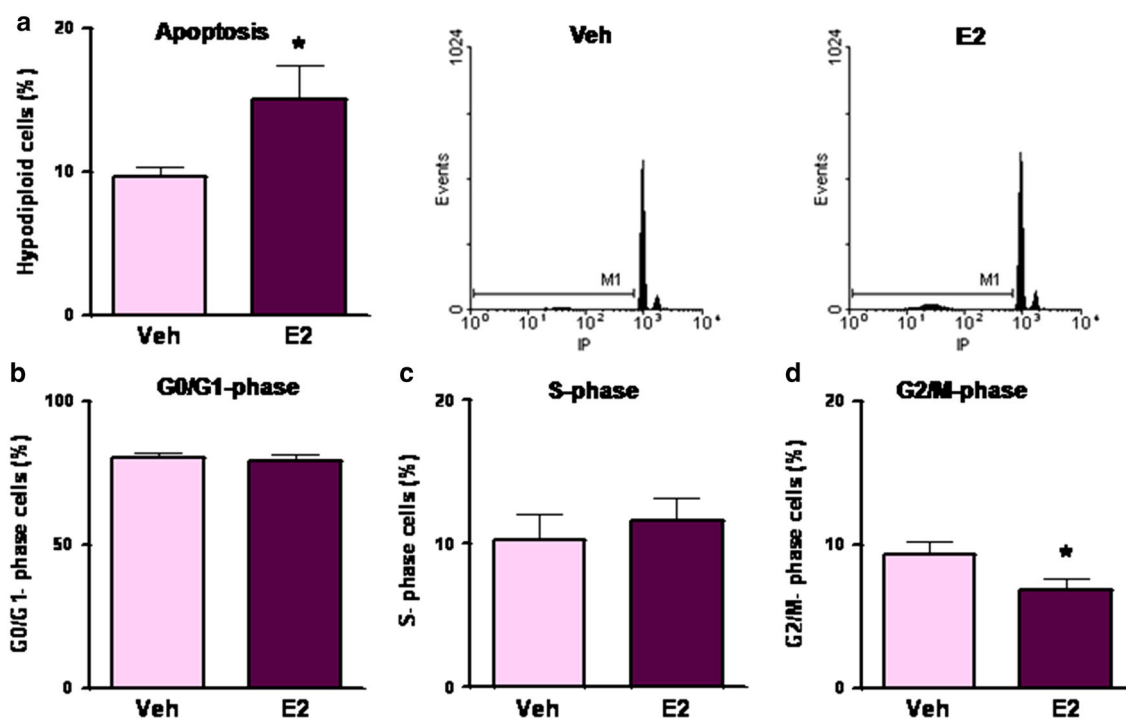 a
Apoptosis
Hypodiploid cells (%)
20
10
0
*
Veh
E2
Veh
Events
1024
0
M1
10⁰ 10¹ 10² 10³ 10⁴
IP
E2
Events
1024
0
M1
10⁰ 10¹ 10² 10³ 10⁴
IP
b
G0/G1-phase
G0/G1- phase cells (%)
100
50
0
Veh
E2
c
S-phase
S- phase cells (%)
20
10
0
Veh
E2
d
G2/M-phase
G2/M- phase cells (%)
20
10
0
*
Veh
E2